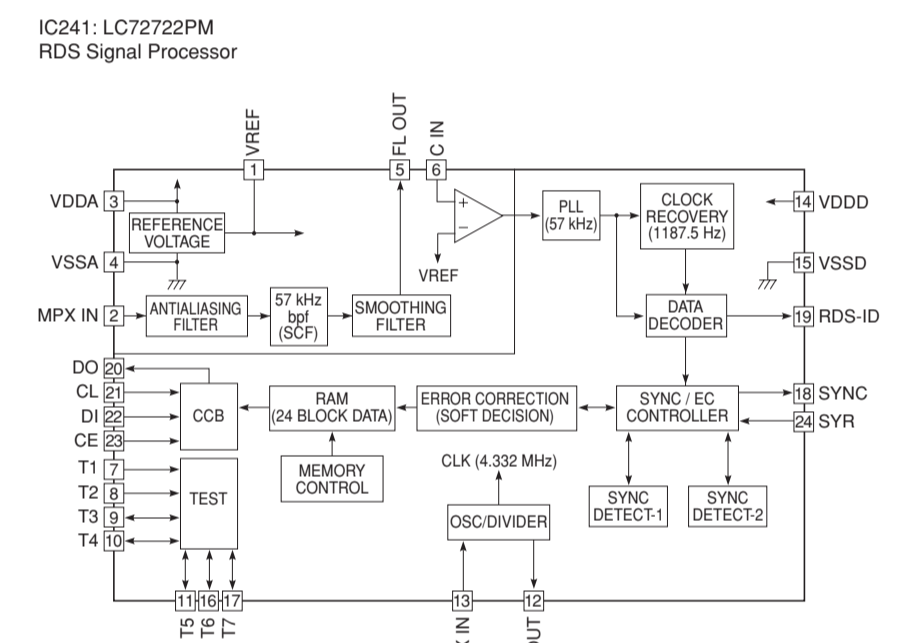 IC241: LC72722PM
RDS Signal Processor
VREF
FL OUT
C IN
1
5
6
VDDA 3
REFERENCE
VOLTAGE
VSSA 4
+
−
VREF
PLL
(57 kHz)
CLOCK
RECOVERY
(1187.5 Hz)
14 VDDD
15 VSSD
MPX IN 2
ANTIALIASING
FILTER
57 kHz
bpf
(SCF)
SMOOTHING
FILTER
DATA
DECODER
19 RDS-ID
DO 20
CL 21
DI 22
CE 23
CCB
RAM
(24 BLOCK DATA)
ERROR CORRECTION
(SOFT DECISION)
SYNC / EC
CONTROLLER
18 SYNC
24 SYR
T1 7
T2 8
T3 9
T4 10
TEST
MEMORY
CONTROL
CLK (4.332 MHz)
OSC/DIVIDER
SYNC
DETECT-1
SYNC
DETECT-2
11 16 17
13
12
T5
T6
T7
IN